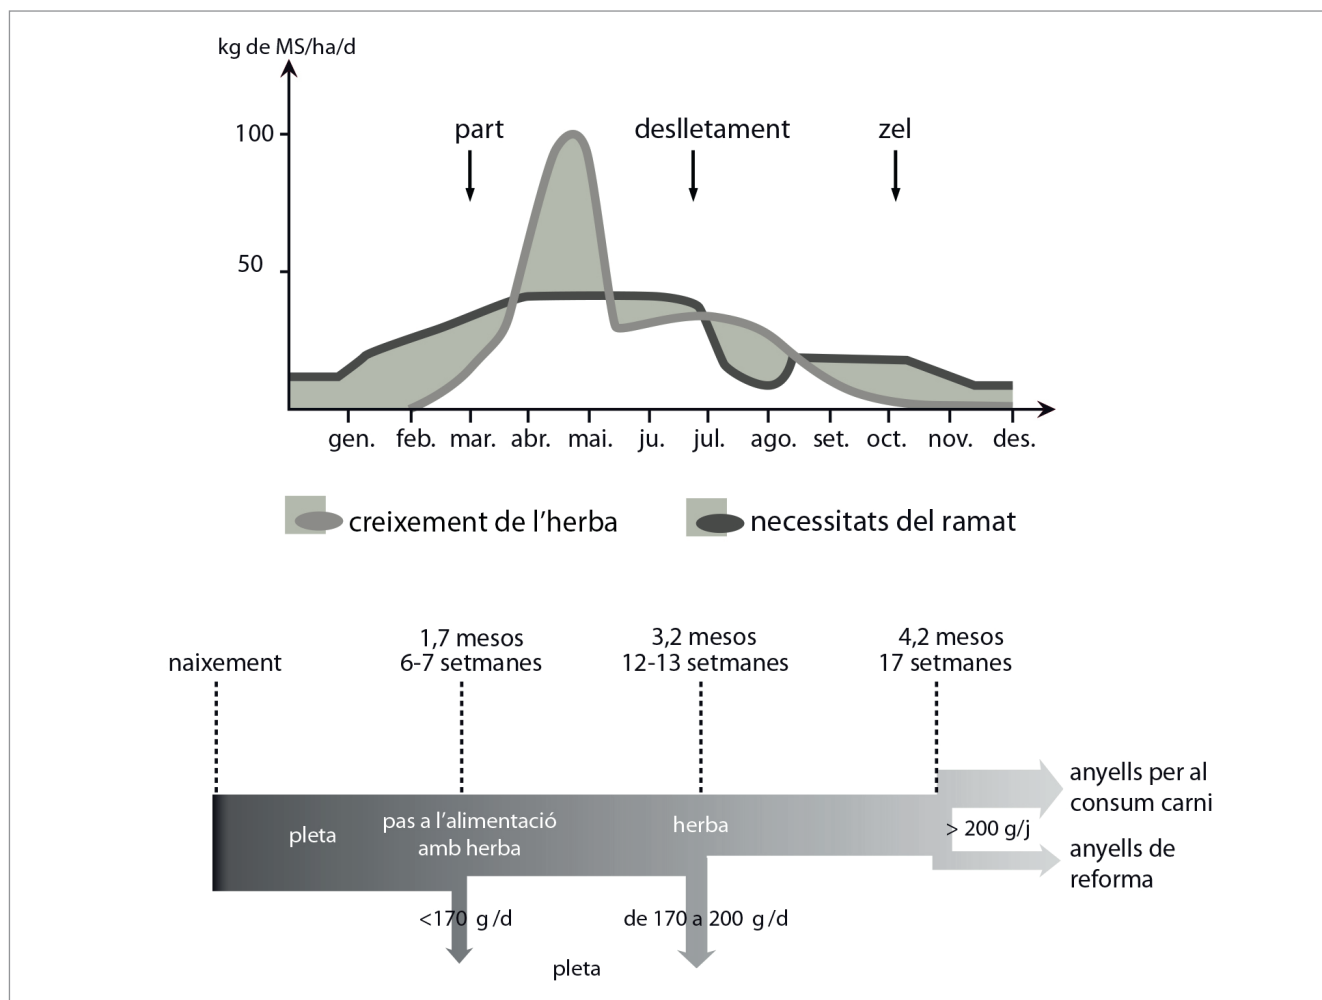 kg de MS/ha/d
100
50
part
deslletament
zel
gen. feb. mar. abr. mai. ju. jul. ago. set. oct. nov. des.
creixement de l'herba
necessitats del ramat
naixement
1,7 mesos
6-7 setmanes
3,2 mesos
12-13 setmanes
4,2 mesos
17 setmanes
pleta
pas a l'alimentació
amb herba
herba
anyells per al
consum carni
> 200 g/j
anyells de
reforma
<170 g/d
de 170 a 200 g/d
pleta